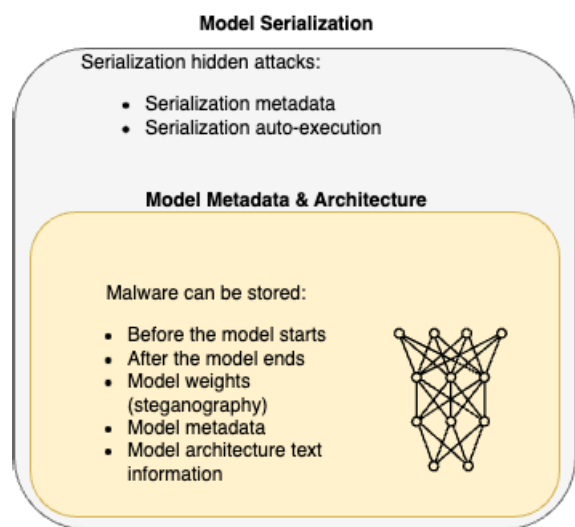 Model Serialization
Serialization hidden attacks:
• Serialization metadata
• Serialization auto-execution
Model Metadata & Architecture
Malware can be stored:
• Before the model starts
• After the model ends
• Model weights
(steganography)
• Model metadata
• Model architecture text
information